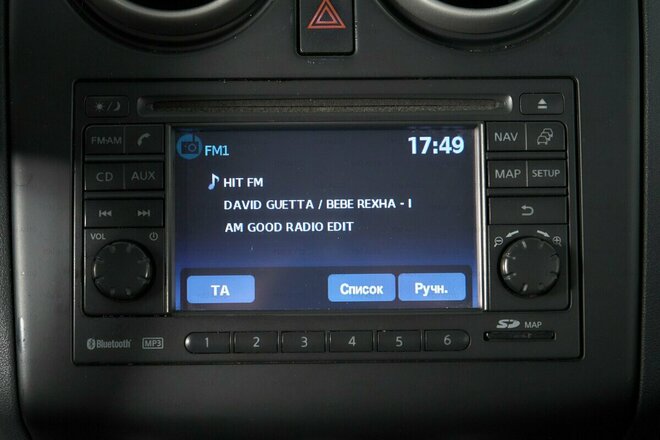 FM·AM
FM1
17:49
NAV
HIT FM
CD
AUX
MAP
SETUP
DAVID GUETTA / BEBE REXHA - I
AM GOOD RADIO EDIT
VOL
TA
Список
Ручн.
Bluetooth
MP3
1
2
3
4
5
6
SD
MAP